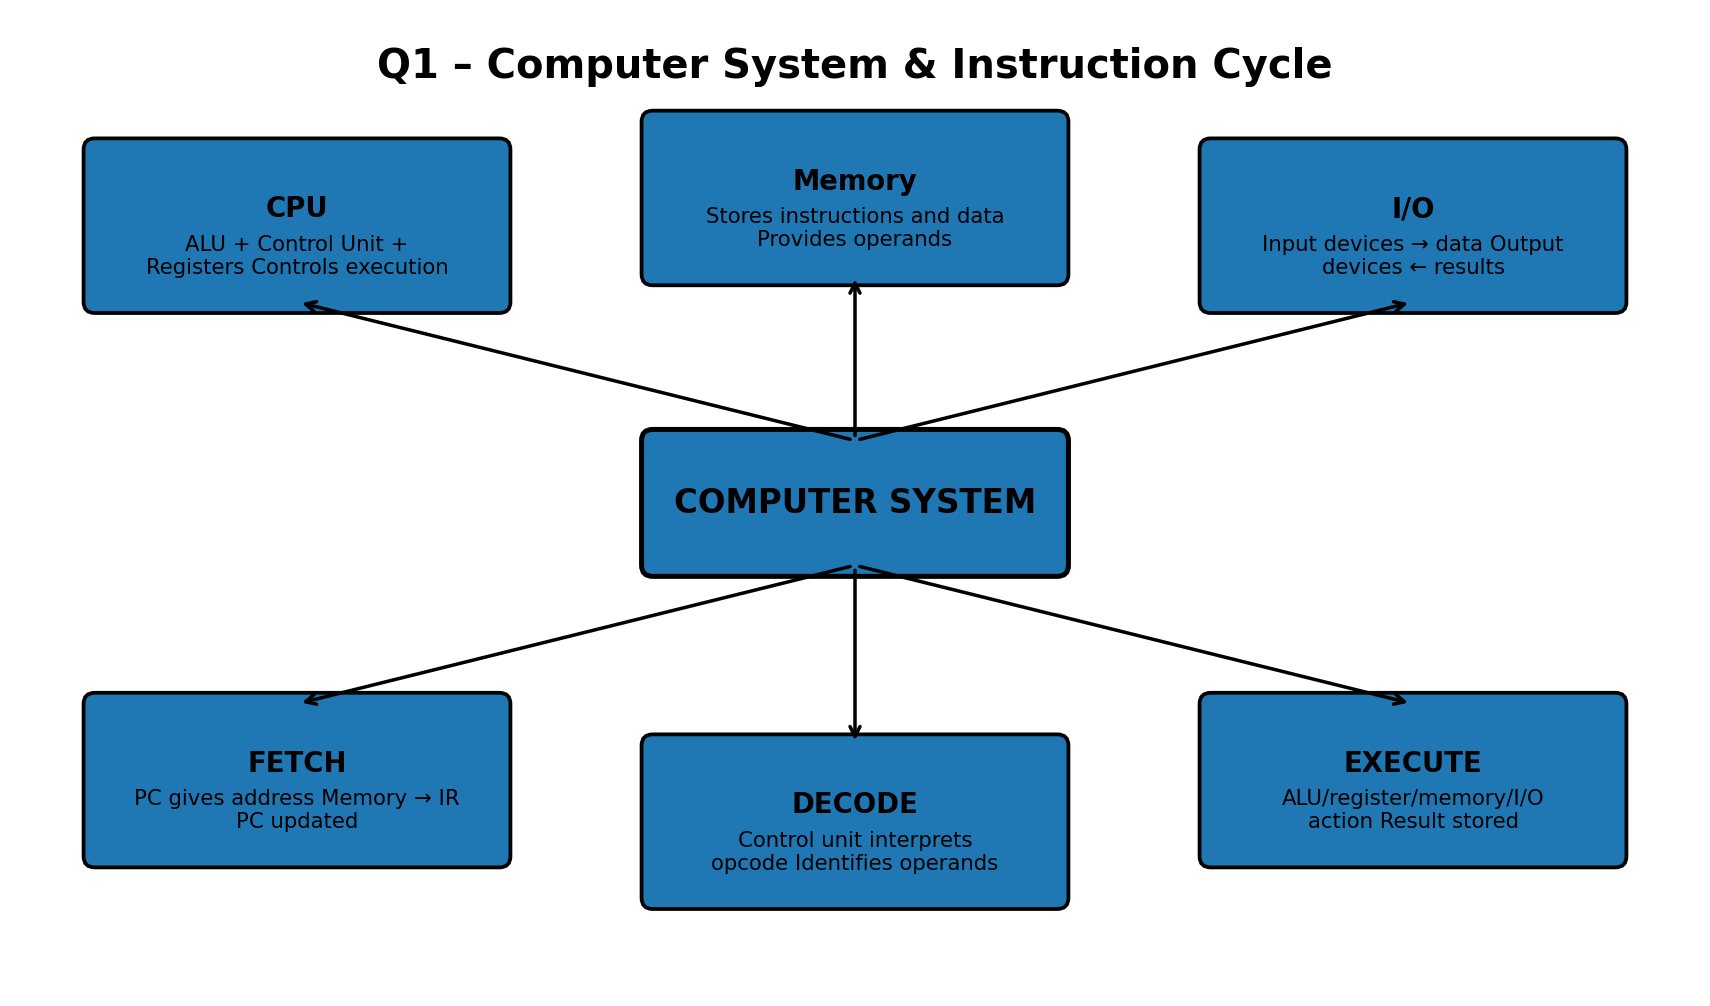 Q1 – Computer System & Instruction Cycle
CPU
ALU + Control Unit +
Registers Controls execution
Memory
Stores instructions and data
Provides operands
I/O
Input devices → data Output
devices ← results
COMPUTER SYSTEM
FETCH
PC gives address Memory → IR
PC updated
DECODE
Control unit interprets
opcode Identifies operands
EXECUTE
ALU/register/memory/I/O
action Result stored